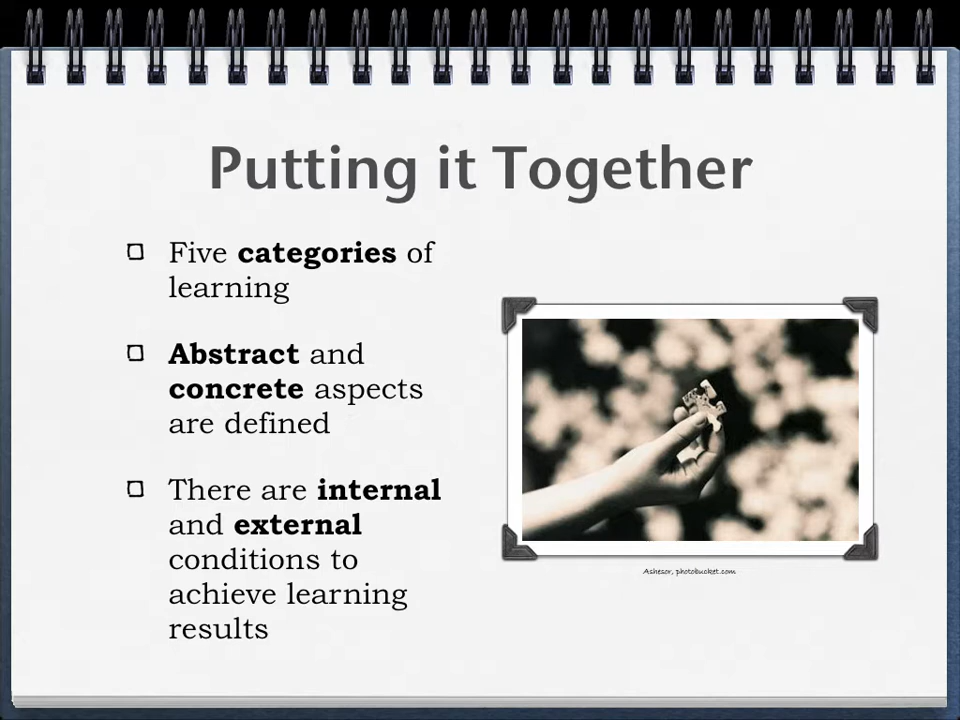 Putting it Together
Five categories of
learning
Abstract and
concrete aspects
are defined
There are internal
and external
conditions to
achieve learning
results
Ashesor, photobucket.com